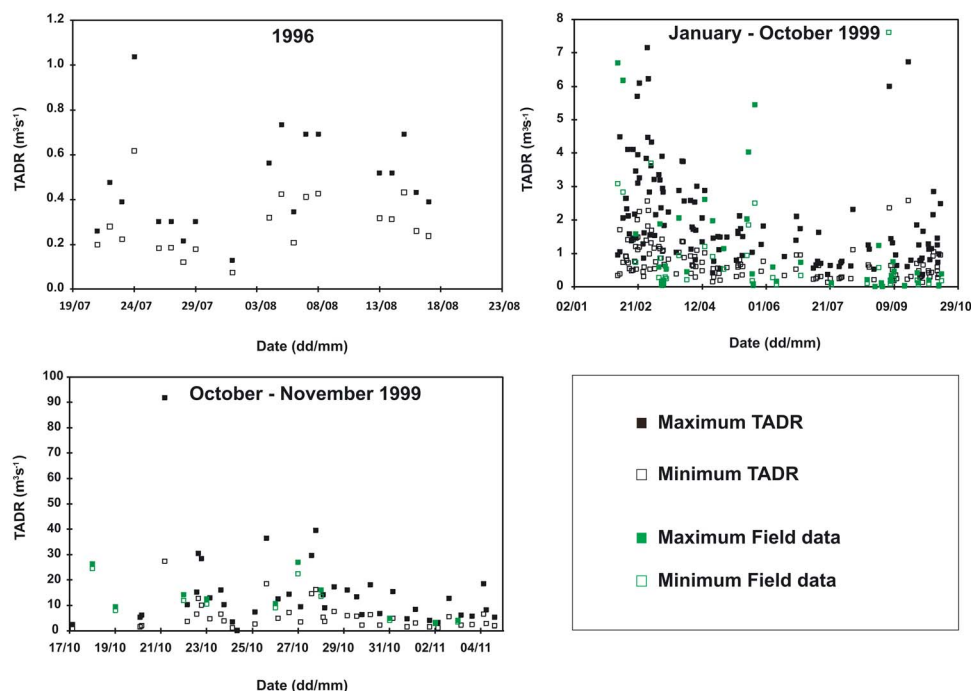 1996
1.2
1.0
0.8
0.6
0.4
0.2
0.0
TADR (m³s⁻¹)
19/07 24/07 29/07 03/08 08/08 13/08 18/08 23/08
Date (dd/mm)
January - October 1999
8
7
6
5
4
3
2
1
0
TADR (m³s⁻¹)
02/01 21/02 12/04 01/06 21/07 09/09 29/10
Date (dd/mm)
October - November 1999
100
90
80
70
60
50
40
30
20
10
0
TADR (m³s⁻¹)
17/10 19/10 21/10 23/10 25/10 27/10 29/10 31/10 02/11 04/11
Date (dd/mm)
Maximum TADR
Minimum TADR
Maximum Field data
Minimum Field data